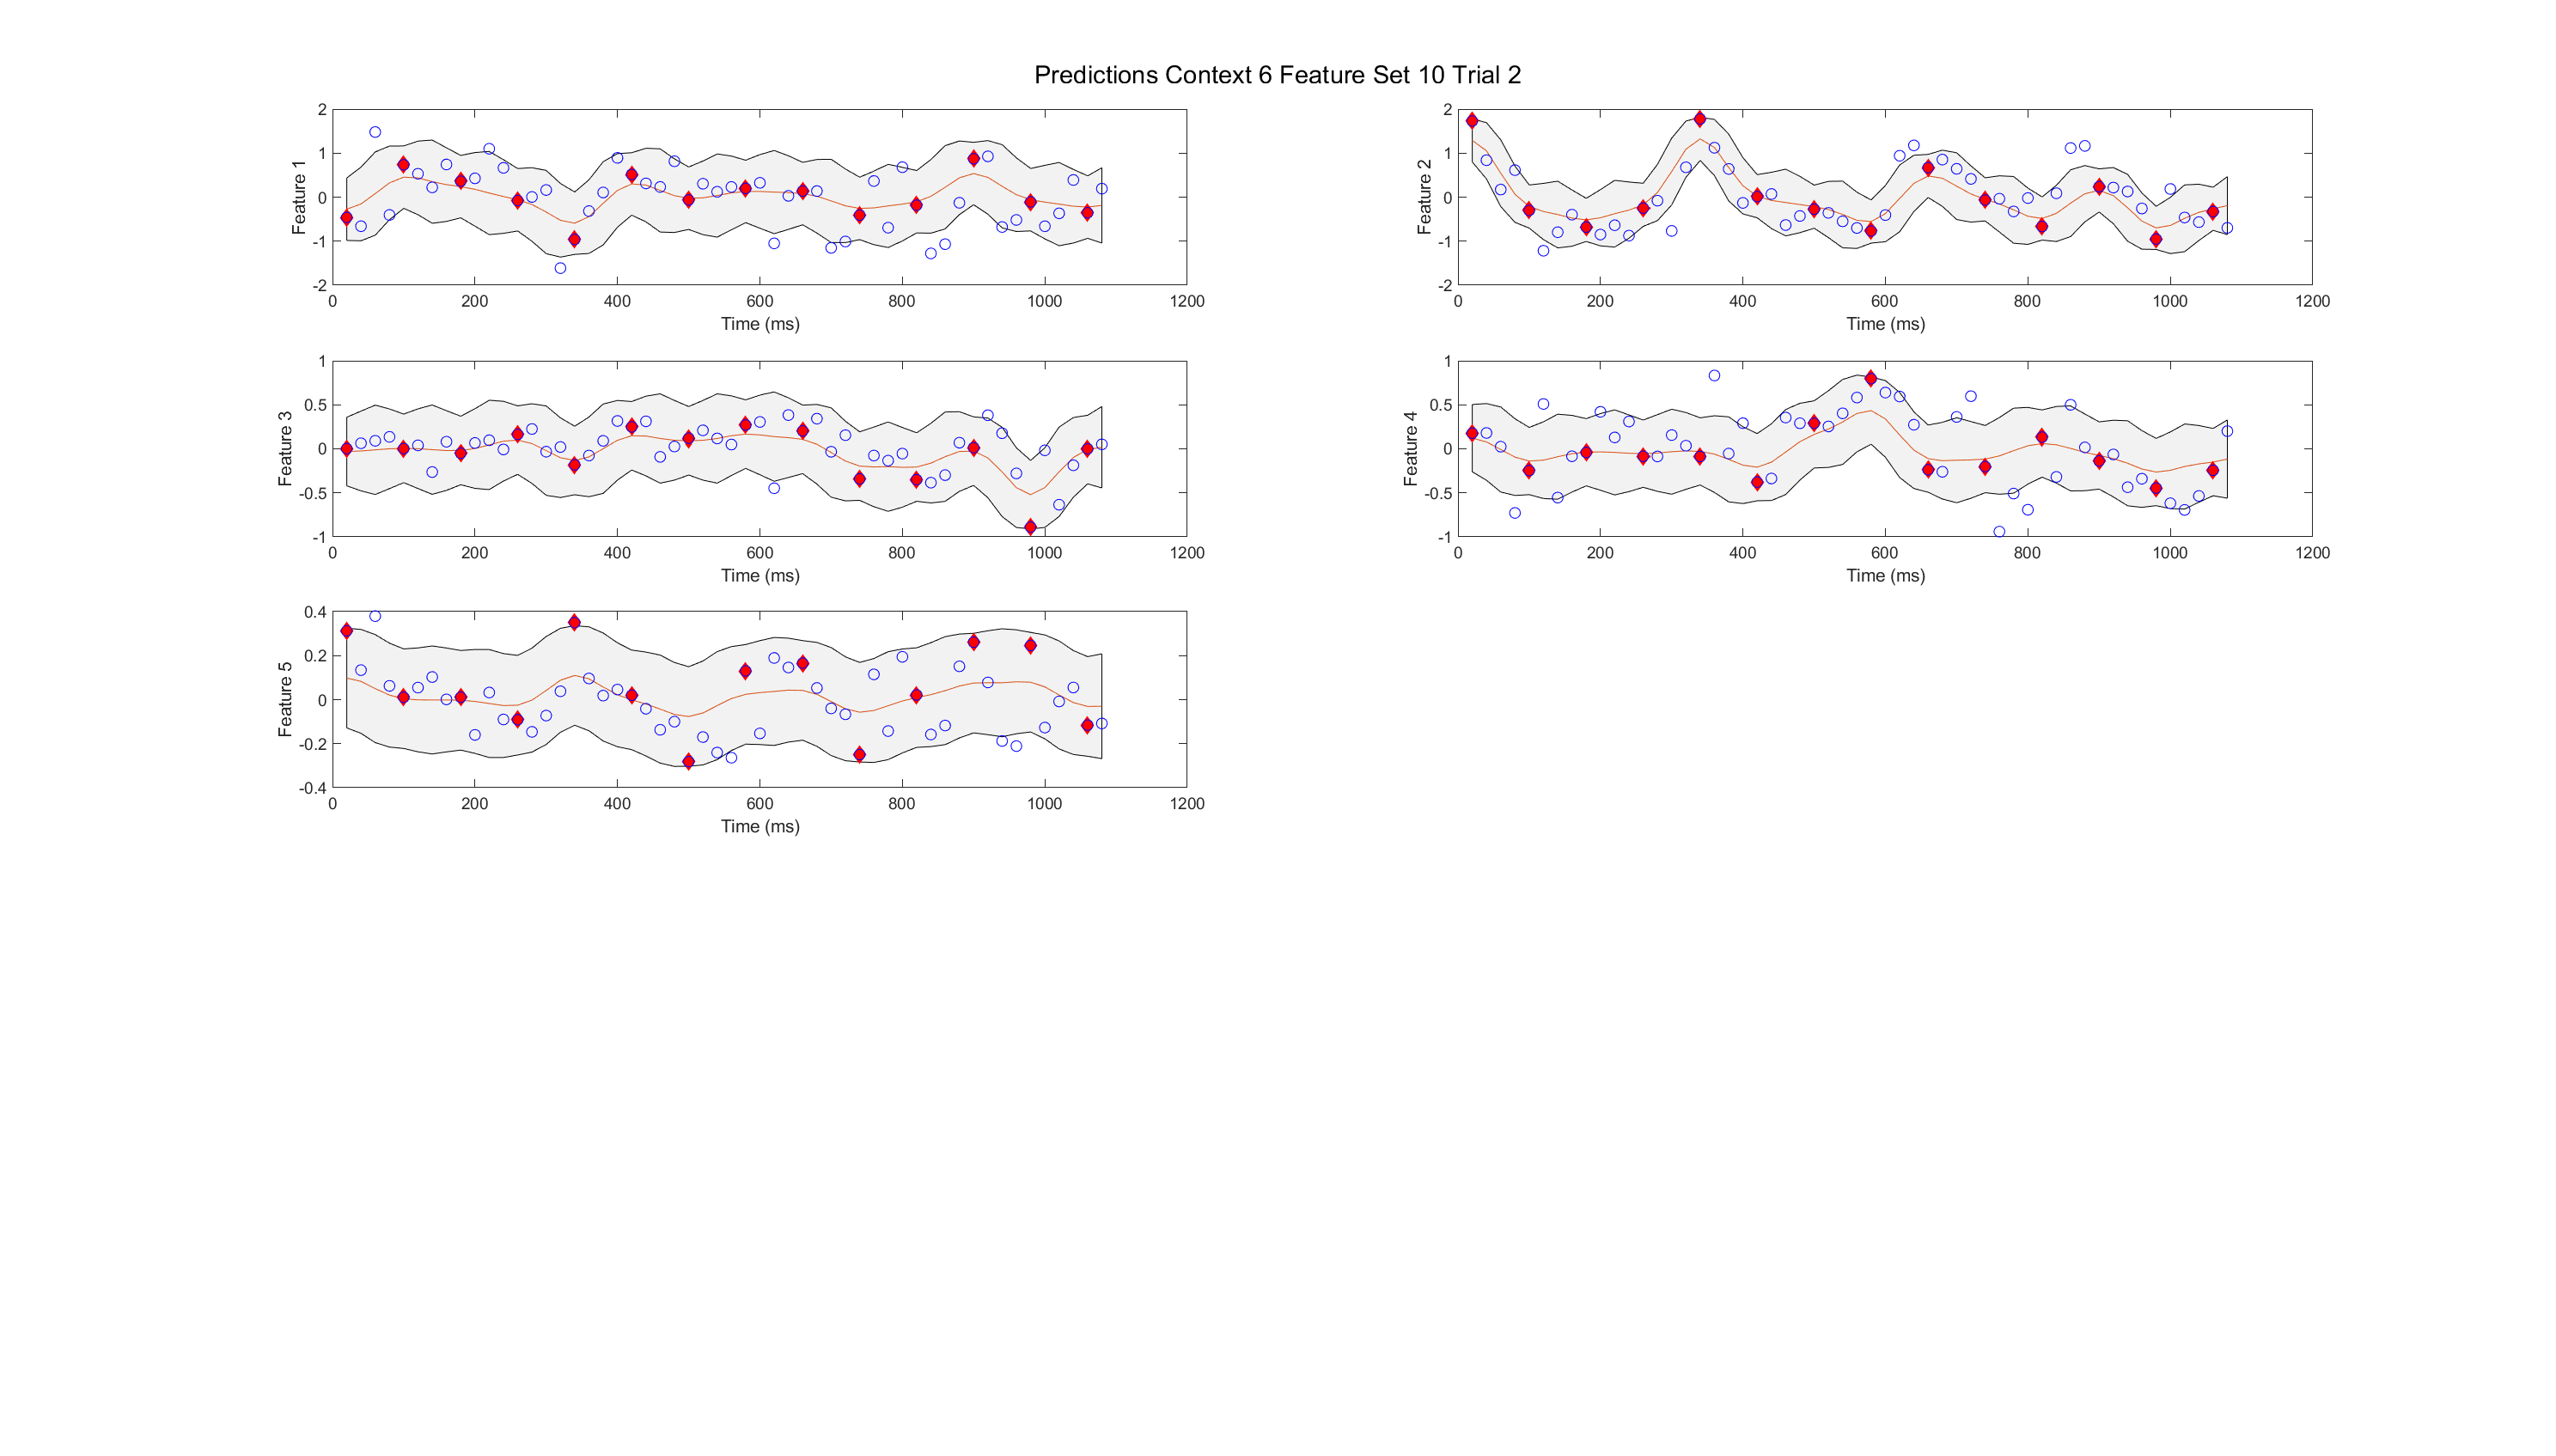 Predictions Context 6 Feature Set 10 Trial 2
2
1
0
-1
-2
Feature 1
0 200 400 600 800 1000 1200
Time (ms)
2
1
0
-1
-2
Feature 2
0 200 400 600 800 1000 1200
Time (ms)
1
0.5
0
-0.5
-1
Feature 3
0 200 400 600 800 1000 1200
Time (ms)
1
0.5
0
-0.5
-1
Feature 4
0 200 400 600 800 1000 1200
Time (ms)
0.4
0.2
0
-0.2
-0.4
Feature 5
0 200 400 600 800 1000 1200
Time (ms)